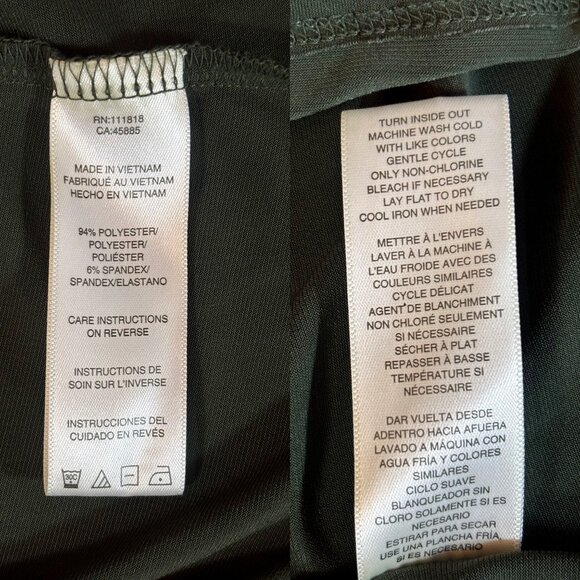 RN:111818
CA:45885
MADE IN VIETNAM
FABRIQUÉ AU VIETNAM
HECHO EN VIETNAM
94% POLYESTER/
POLYESTER/
POLIÉSTER
6% SPANDEX/
SPANDEX/ELASTANO
CARE INSTRUCTIONS
ON REVERSE
INSTRUCTIONS DE
SOIN SUR L'INVERSE
INSTRUCCIONES DEL
CUIDADO EN REVÉS
30C
TURN INSIDE OUT
MACHINE WASH COLD
WITH LIKE COLORS
GENTLE CYCLE
ONLY NON-CHLORINE
BLEACH IF NECESSARY
LAY FLAT TO DRY
COOL IRON WHEN NEEDED
METTRE À L'ENVERS
LAVER À LA MACHINE À
L'EAU FROIDE AVEC DES
COULEURS SIMILAIRES
CYCLE DÉLICAT
AGENT DE BLANCHIMENT
NON CHLORÉ SEULEMENT
SI NÉCESSAIRE
SÉCHER À PLAT
REPASSER À BASSE
TEMPÉRATURE SI
NÉCESSAIRE
DAR VUELTA DESDE
ADENTRO HACIA AFUERA
LAVADO A MÁQUINA CON
AGUA FRÍA Y COLORES
SIMILARES
CICLO SUAVE
BLANQUEADOR SIN
CLORO SOLAMENTE SI ES
NECESARIO
ESTIRAR PARA SECAR
USE UNA PLANCHA FRÍA,
SI ES NECESARIO